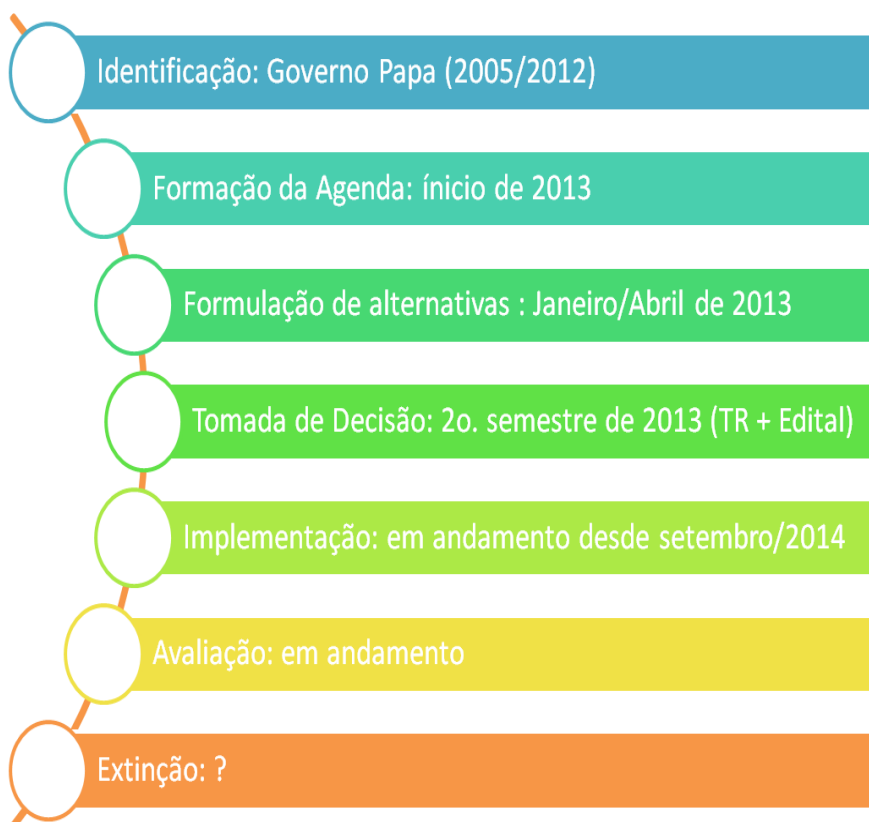 Identificação: Governo Papa (2005/2012)
Formação da Agenda: ínicio de 2013
Formulação de alternativas : Janeiro/Abril de 2013
Tomada de Decisão: 2o. semestre de 2013 (TR + Edital)
Implementação: em andamento desde setembro/2014
Avaliação: em andamento
Extinção: ?